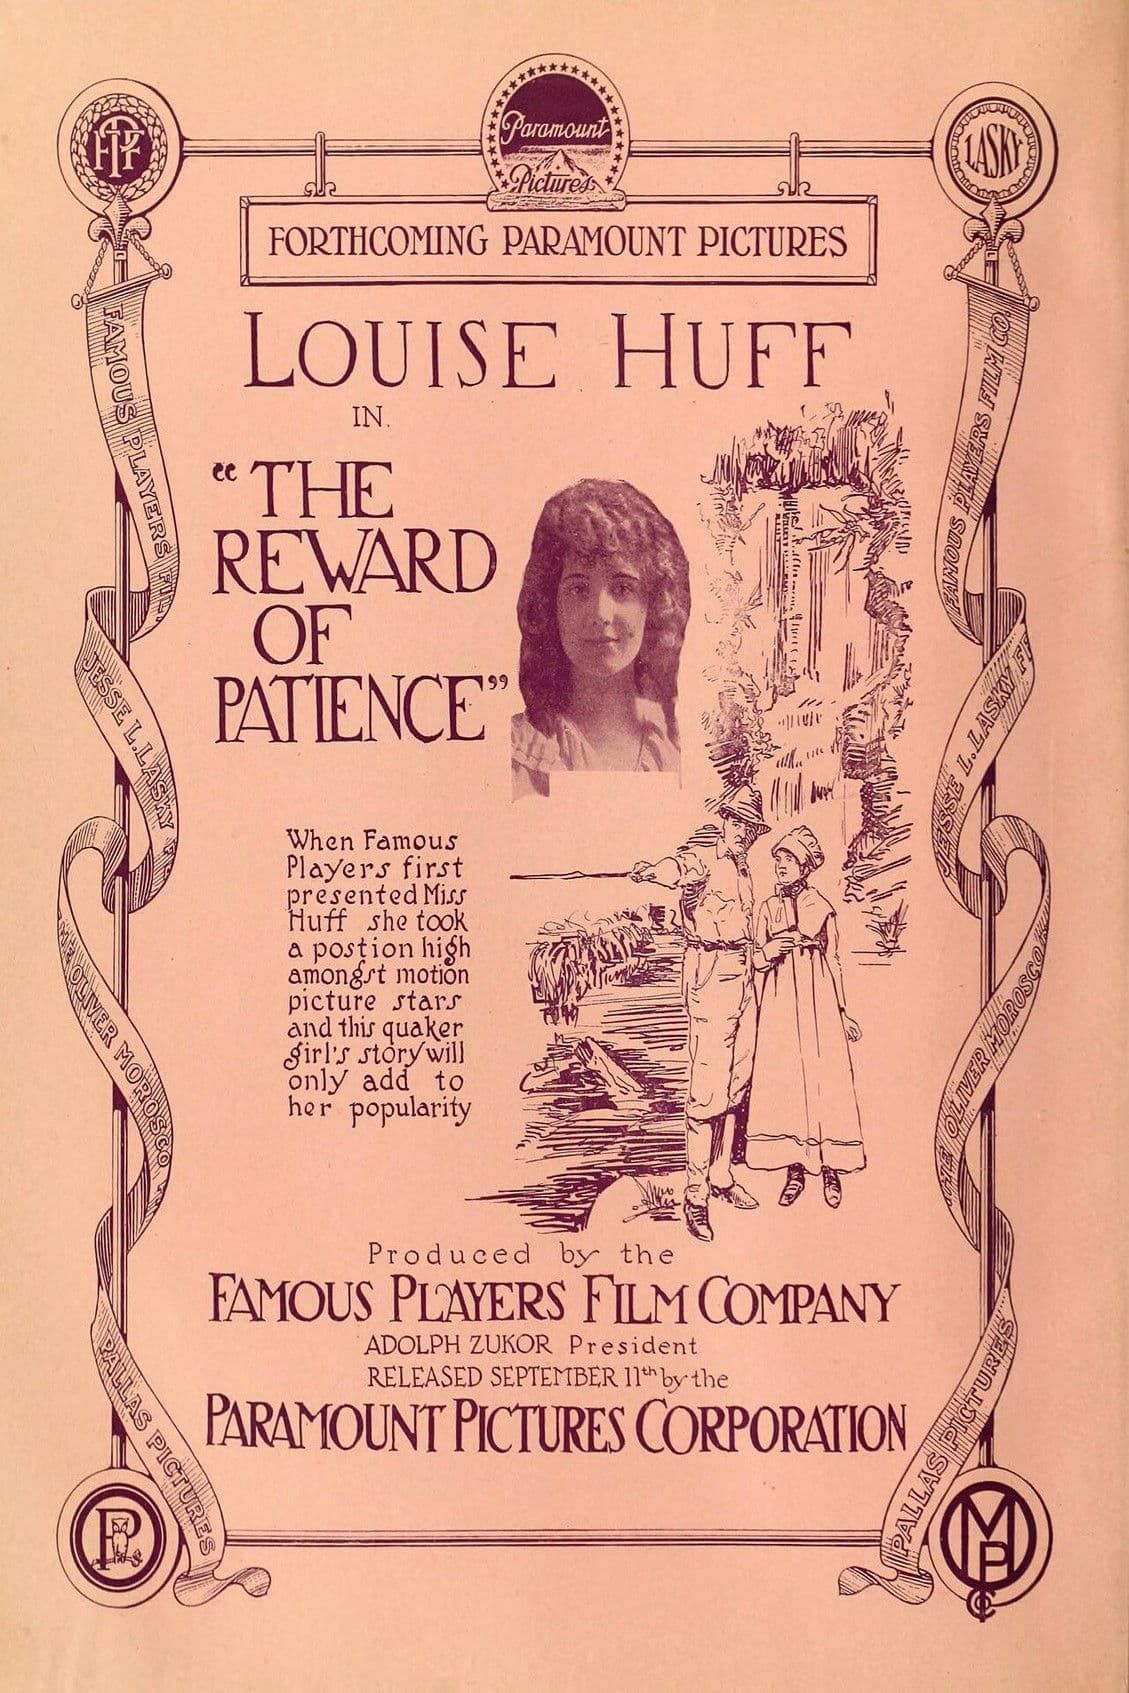 Paramount
Pictures
FPF
LASKY
FORTHCOMING PARAMOUNT PICTURES
LOUISE HUFF
IN
"THE
REWARD
OF
PATIENCE"
When Famous
Players first
presented Miss
Huff she took
a postion high
amongst motion
picture stars
and this quaker
girl's story will
only add to
her popularity
Produced by the
FAMOUS PLAYERS FILM COMPANY
ADOLPH ZUKOR President
RELEASED SEPTEMBER 11th by the
PARAMOUNT PICTURES CORPORATION
FAMOUS PLAYERS FIL
JESSE L. LASKY F
OLIVER MOROSCO
PALLAS PICTURES
FAMOUS PLAYERS FILM CO.
JESSE L. LASKY FE
THE OLIVER MOROSCO
PALLAS PICTURES